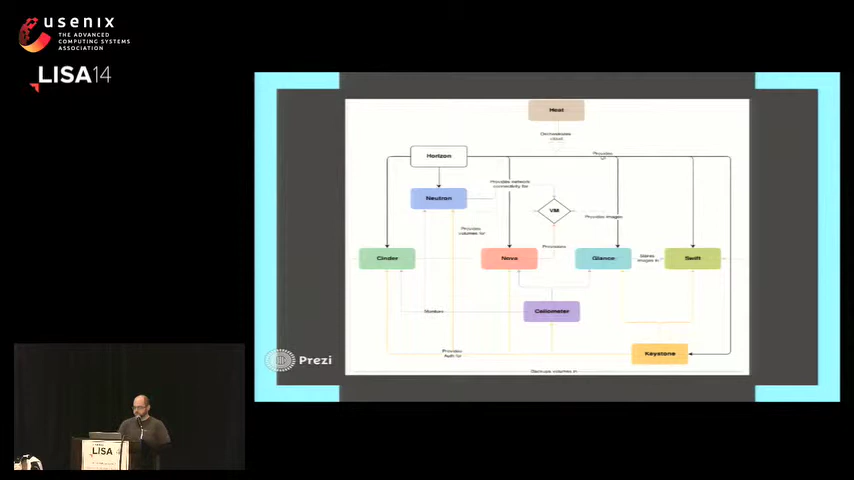 usenix
THE ADVANCED
COMPUTING SYSTEMS
ASSOCIATION
LISA14
Heat
Orchestrates
cloud
Provides
UI
Horizon
Provides network
connectivity for
Neutron
VM
Provides images
Provides
volumes for
Provisions
Cinder
Nova
Glance
Stores
images in
Swift
Ceilometer
Monitors
Provides
Auth for
Keystone
Backups volumes in
Prezi
LISA